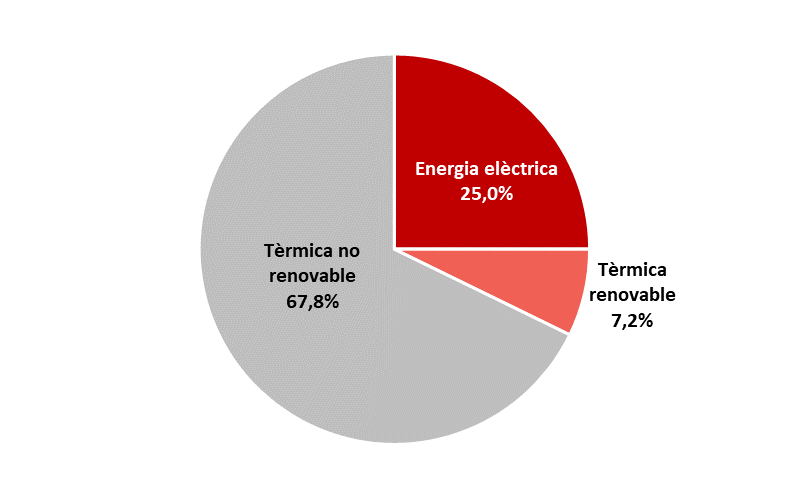 Energia elèctrica
25,0%
Tèrmica no
renovable
67,8%
Tèrmica
renovable
7,2%